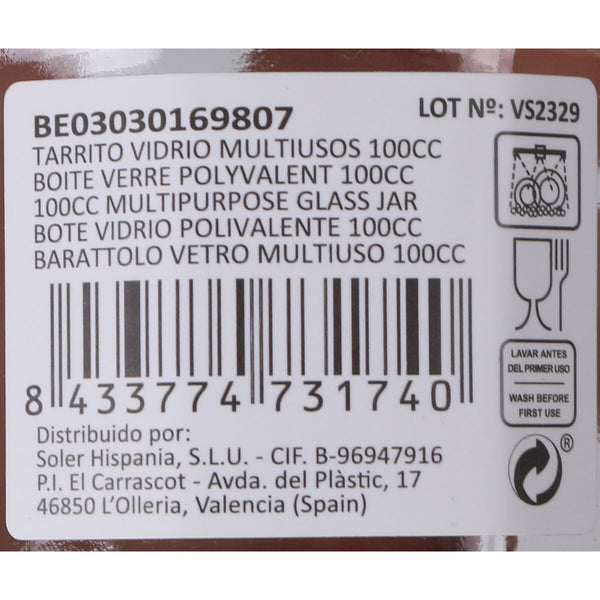 BE03030169807
LOT Nº: VS2329
TARRITO VIDRIO MULTIUSOS 100CC
BOITE VERRE POLYVALENT 100CC
100CC MULTIPURPOSE GLASS JAR
BOTE VIDRIO POLIVALENTE 100CC
BARATTOLO VETRO MULTIUSO 100CC
8 433774 731740
LAVAR ANTES
DEL PRIMER USO
WASH BEFORE
FIRST USE
®
Distribuido por:
Soler Hispania, S.L.U. - CIF. B-96947916
P.I. El Carrascot - Avda. del Plàstic, 17
46850 L'Olleria, Valencia (Spain)